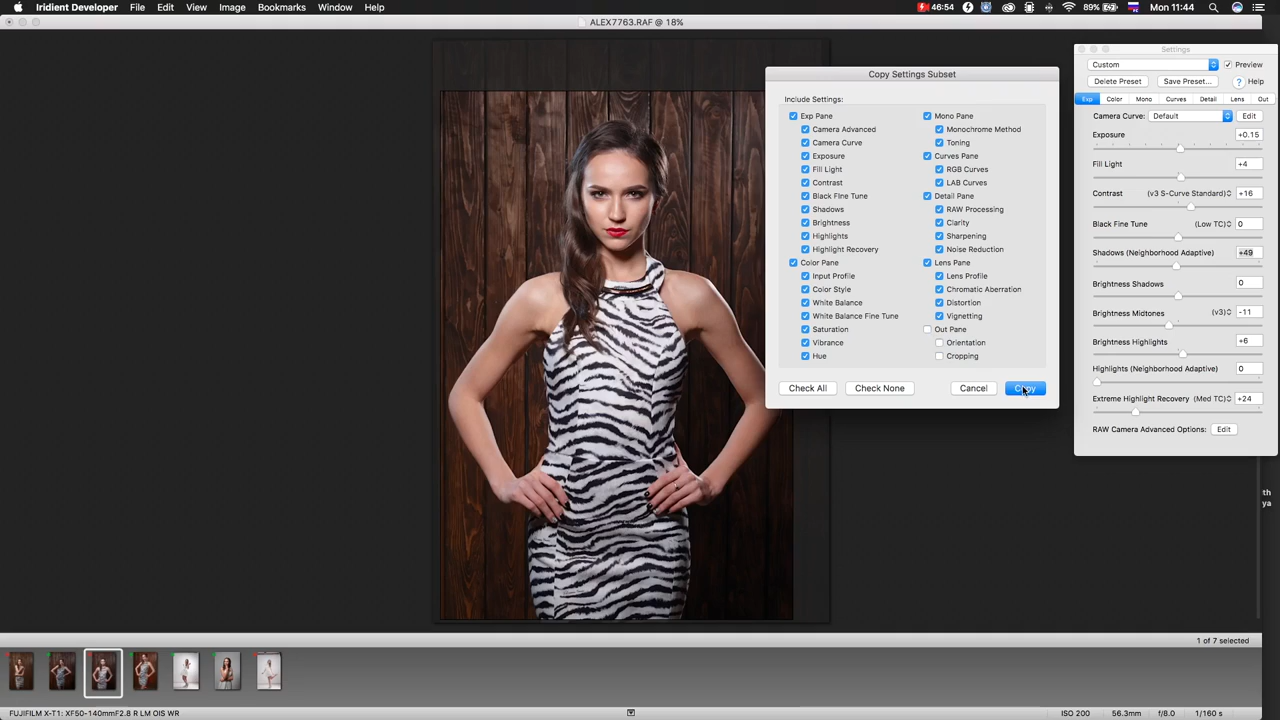 Iridient Developer File Edit View Image Bookmarks Window Help 46:54 89% Mon 11:44
ALEX7763.RAF @ 18%
Copy Settings Subset
Include Settings:
Exp Pane
Camera Advanced
Camera Curve
Exposure
Fill Light
Contrast
Black FIne Tune
Shadows
Brightness
Highlights
Highlight Recovery
Color Pane
Input Profile
Color Style
White Balance
White Balance Fine Tune
Saturation
Vibrance
Hue
Mono Pane
Monochrome Method
Toning
Curves Pane
RGB Curves
LAB Curves
Detail Pane
RAW Processing
Clarity
Sharpening
Noise Reduction
Lens Pane
Lens Profile
Chromatic Aberration
Distortion
Vignetting
Out Pane
Orientation
Cropping
Check All Check None Cancel Copy
Settings
Custom Preview
Delete Preset Save Preset... ? Help
Exp Color Mono Curves Detail Lens Out
Camera Curve: Default Edit
Exposure +0.15
Fill Light +4
Contrast (v3 S-Curve Standard) +16
Black Fine Tune (Low TC) 0
Shadows (Neighborhood Adaptive) +49
Brightness Shadows 0
Brightness Midtones (v3) -11
Brightness Highlights +6
Highlights (Neighborhood Adaptive) 0
Extreme Highlight Recovery (Med TC) +24
RAW Camera Advanced Options: Edit
th
ya
1 of 7 selected
FUJIFILM X-T1: XF50-140mmF2.8 R LM OIS WR ISO 200 56.3mm f/8.0 1/160 s